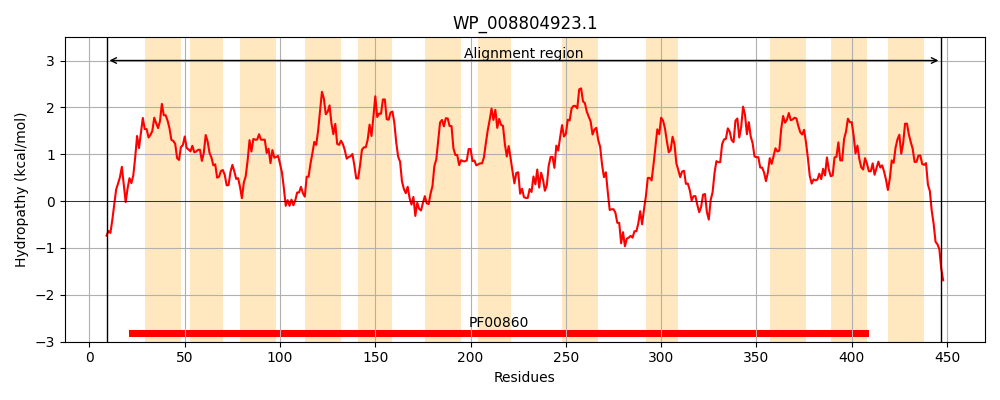 WP_008804923.1
Alignment region
Hydropathy (kcal/mol)
3
2
1
0
−1
−2
−3
PF00860
0 50 100 150 200 250 300 350 400 450
Residues